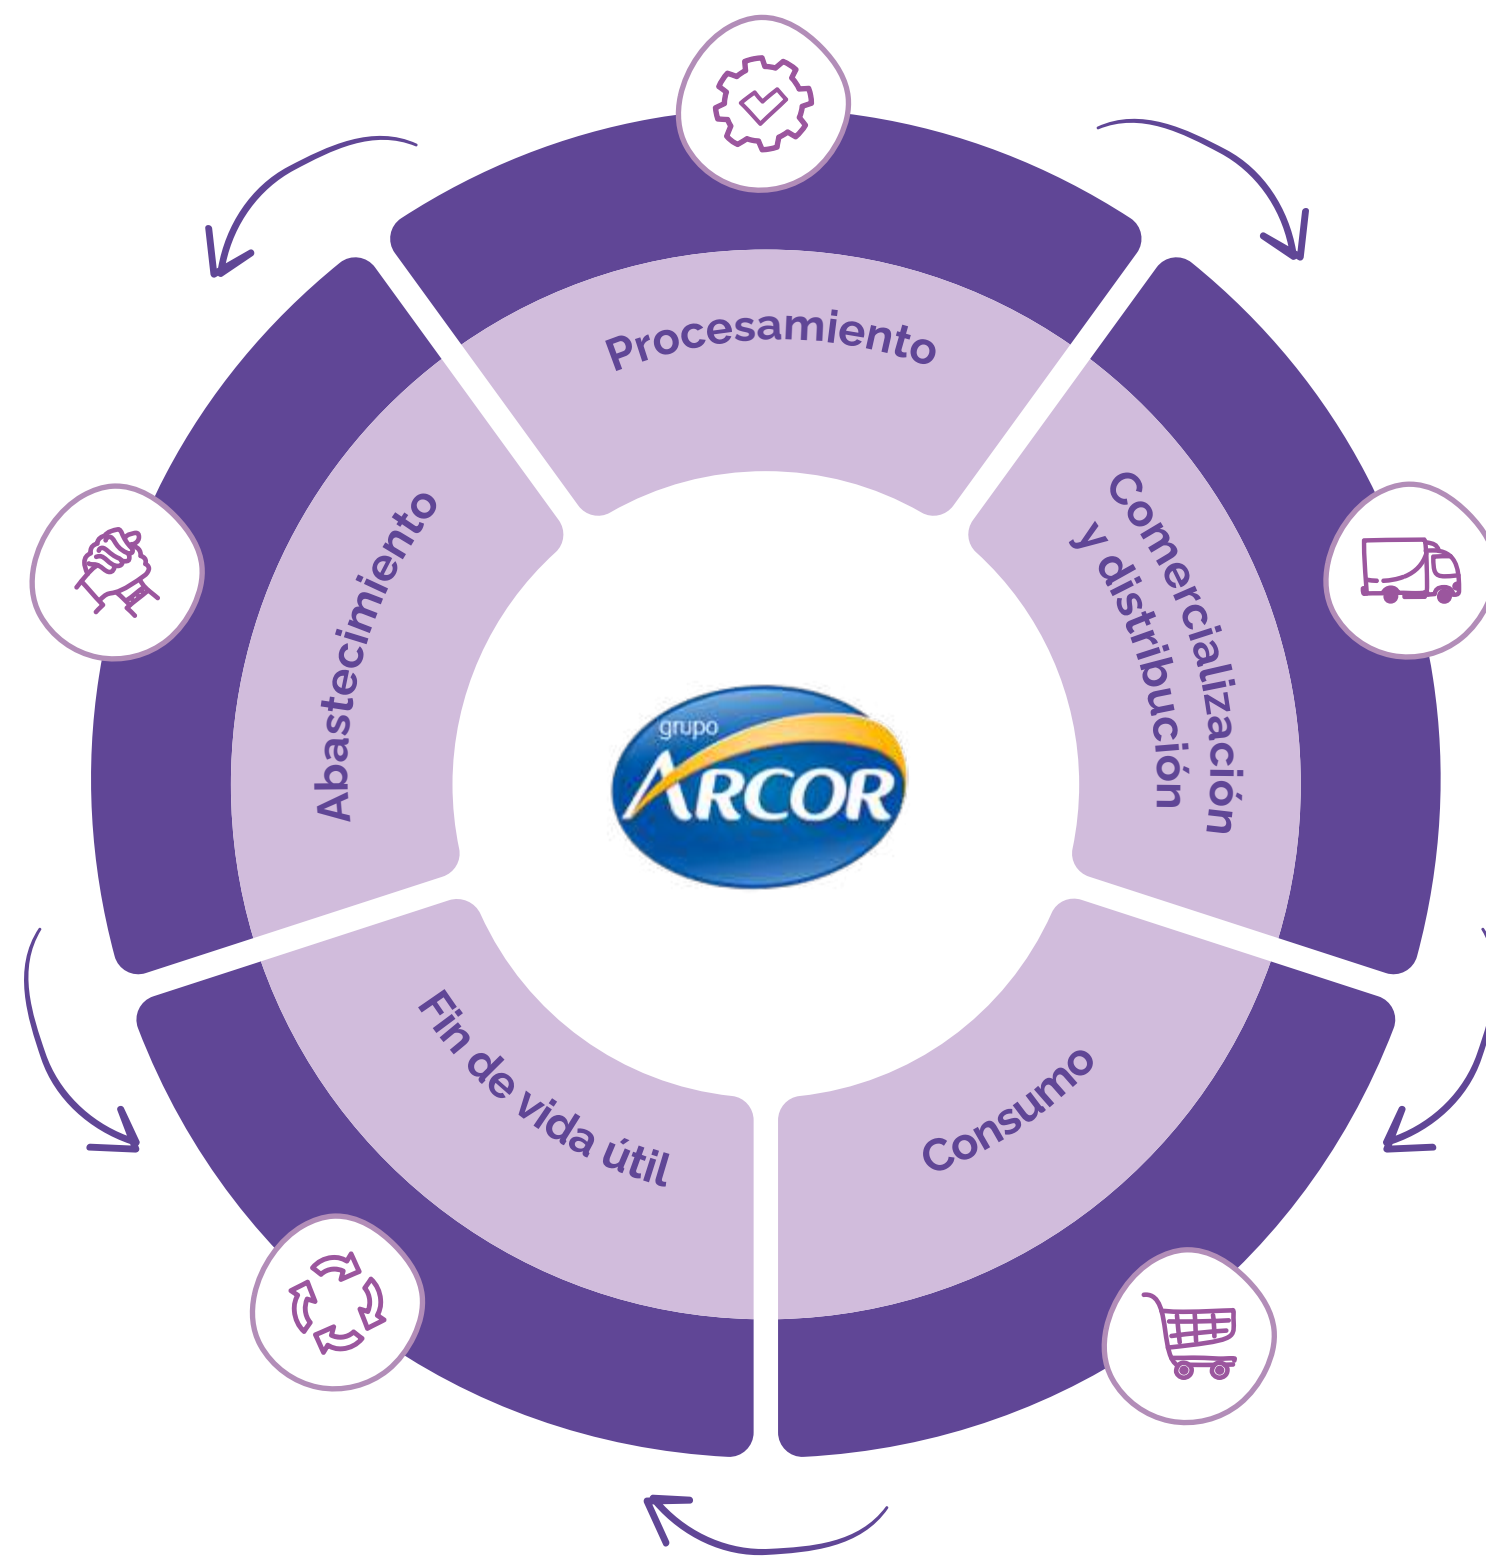 Procesamiento
Comercialización
y distribución
Consumo
Fin de vida útil
Abastecimiento
grupo
ARCOR